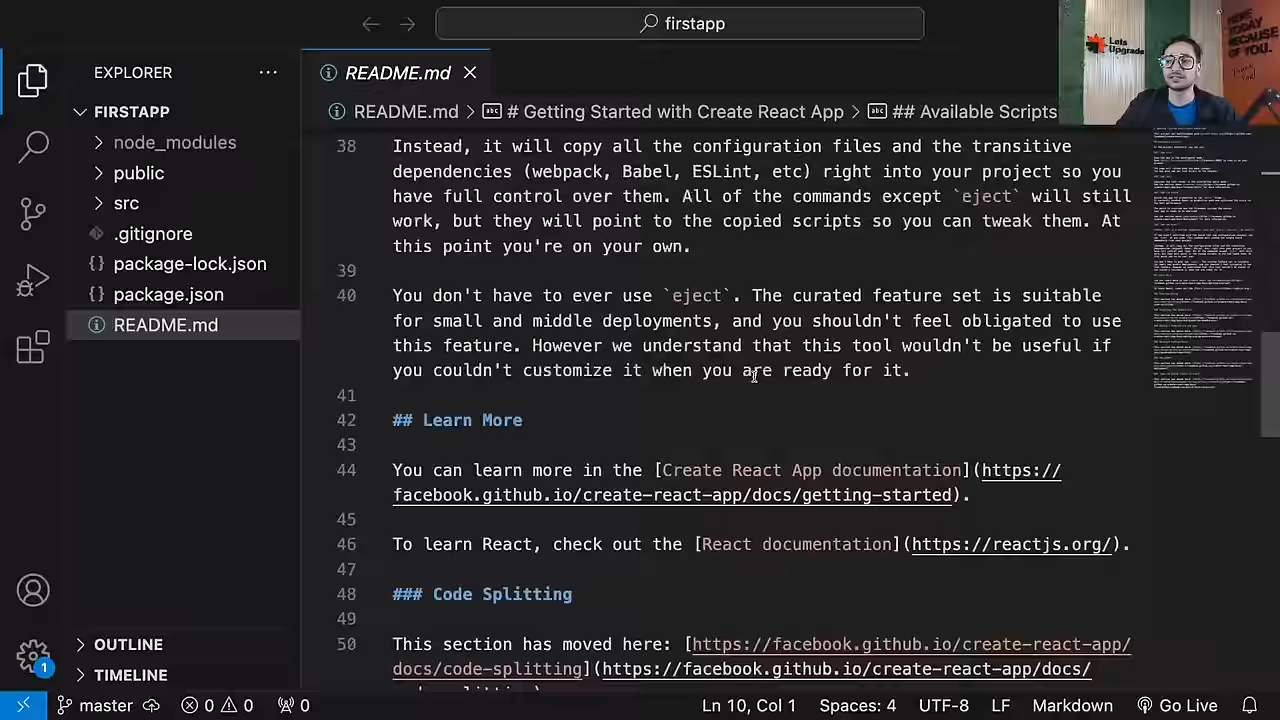 firstapp
Lets
Upgrade
HERE
TODAY
BECAUSE
OF YOU.
EXPLORER
README.md
FIRSTAPP
README.md > # Getting Started with Create React App > ## Available Scripts
node_modules
public
src
.gitignore
package-lock.json
package.json
README.md
38 Instead, it will copy all the configuration files and the transitive
dependencies (webpack, Babel, ESLint, etc) right into your project so you
have full control over them. All of the commands except `eject` will still
work, but they will point to the copied scripts so you can tweak them. At
this point you're on your own.
39
40 You don't have to ever use `eject`. The curated feature set is suitable
for small and middle deployments, and you shouldn't feel obligated to use
this feature. However we understand that this tool wouldn't be useful if
you couldn't customize it when you are ready for it.
41
42 ## Learn More
43
44 You can learn more in the [Create React App documentation](https://
facebook.github.io/create-react-app/docs/getting-started).
45
46 To learn React, check out the [React documentation](https://reactjs.org/).
47
48 ### Code Splitting
49
50 This section has moved here: [https://facebook.github.io/create-react-app/
docs/code-splitting](https://facebook.github.io/create-react-app/docs/
OUTLINE
TIMELINE
1
master
0 0
0
Ln 10, Col 1
Spaces: 4
UTF-8
LF
Markdown
Go Live